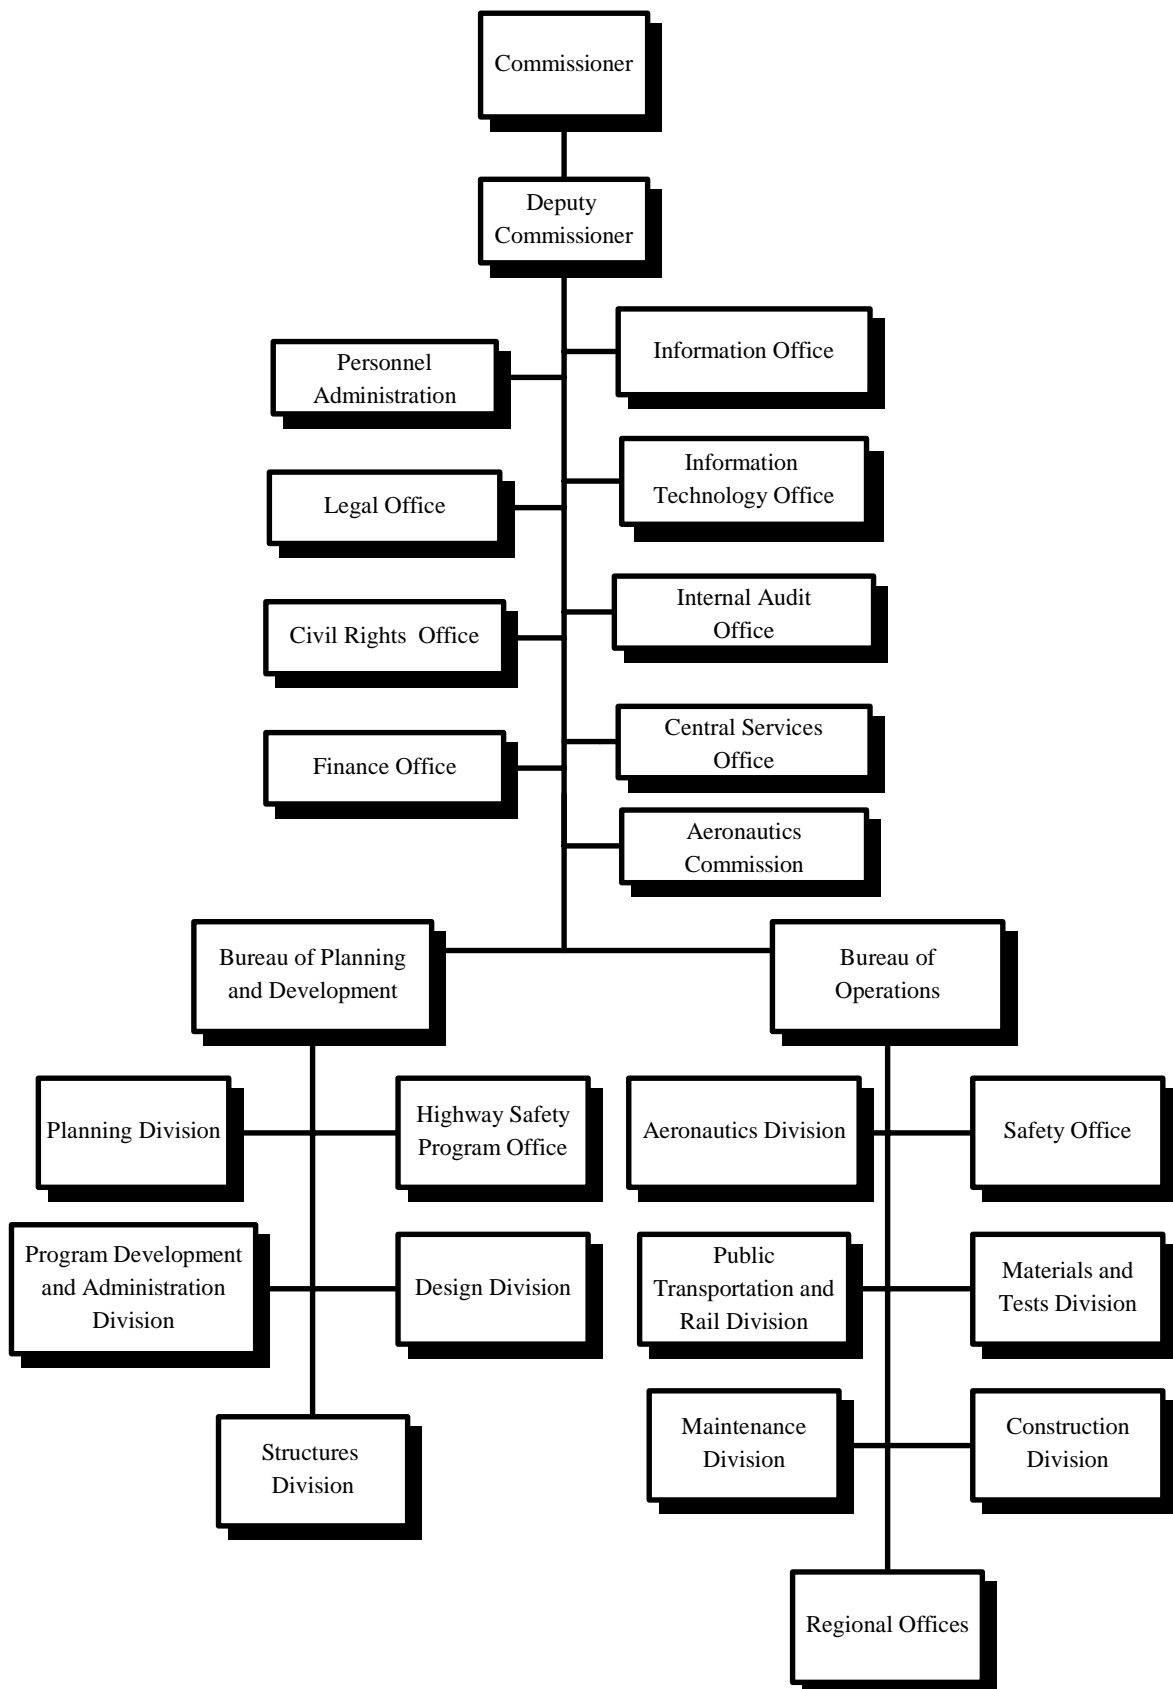 Commissioner
Deputy
Commissioner
Information Office
Personnel
Administration
Information
Technology Office
Legal Office
Internal Audit
Office
Civil Rights  Office
Central Services
Office
Finance Office
Aeronautics
Commission
Bureau of Planning
and Development
Bureau of
Operations
Planning Division
Highway Safety
Program Office
Aeronautics Division
Safety Office
Program Development
and Administration
Division
Design Division
Public
Transportation and
Rail Division
Materials and
Tests Division
Structures
Division
Maintenance
Division
Construction
Division
Regional Offices